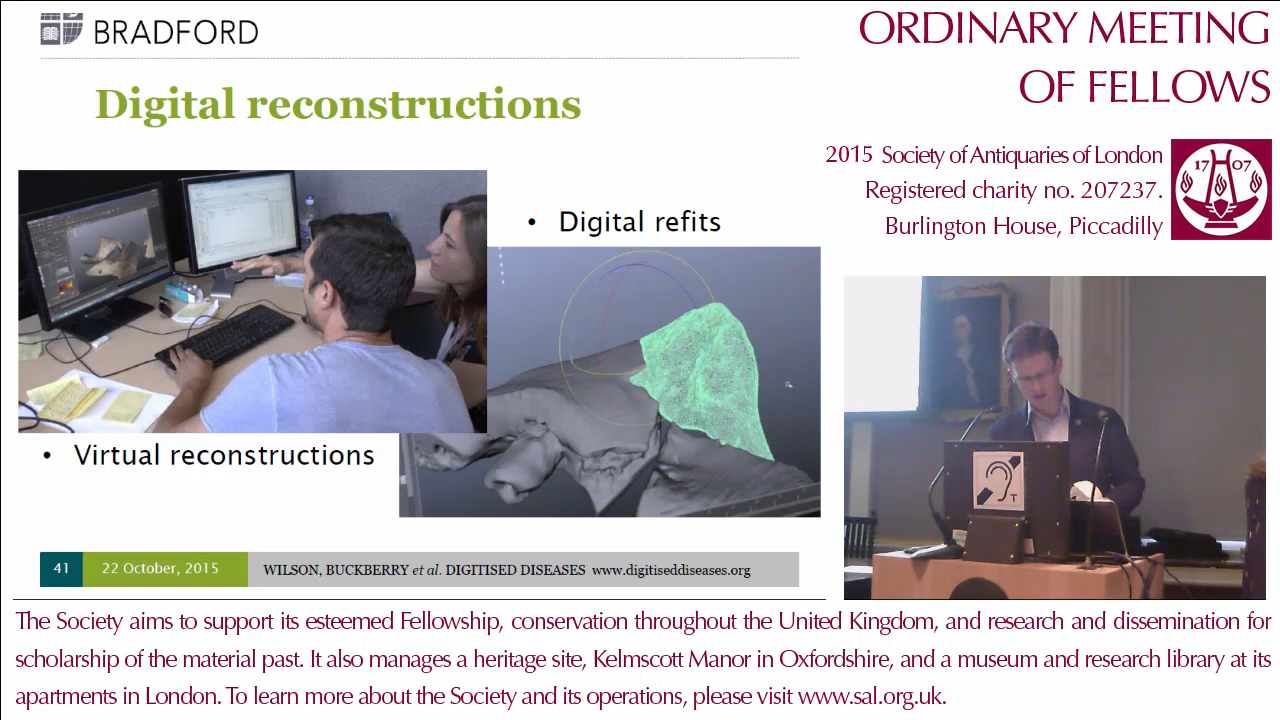 BRADFORD
Digital reconstructions
• Digital refits
• Virtual reconstructions
41 22 October, 2015 WILSON, BUCKBERRY et al. DIGITISED DISEASES www.digitiseddiseases.org
ORDINARY MEETING
OF FELLOWS
2015 Society of Antiquaries of London
Registered charity no. 207237.
Burlington House, Piccadilly
17 07
T
The Society aims to support its esteemed Fellowship, conservation throughout the United Kingdom, and research and dissemination for
scholarship of the material past. It also manages a heritage site, Kelmscott Manor in Oxfordshire, and a museum and research library at its
apartments in London. To learn more about the Society and its operations, please visit www.sal.org.uk.